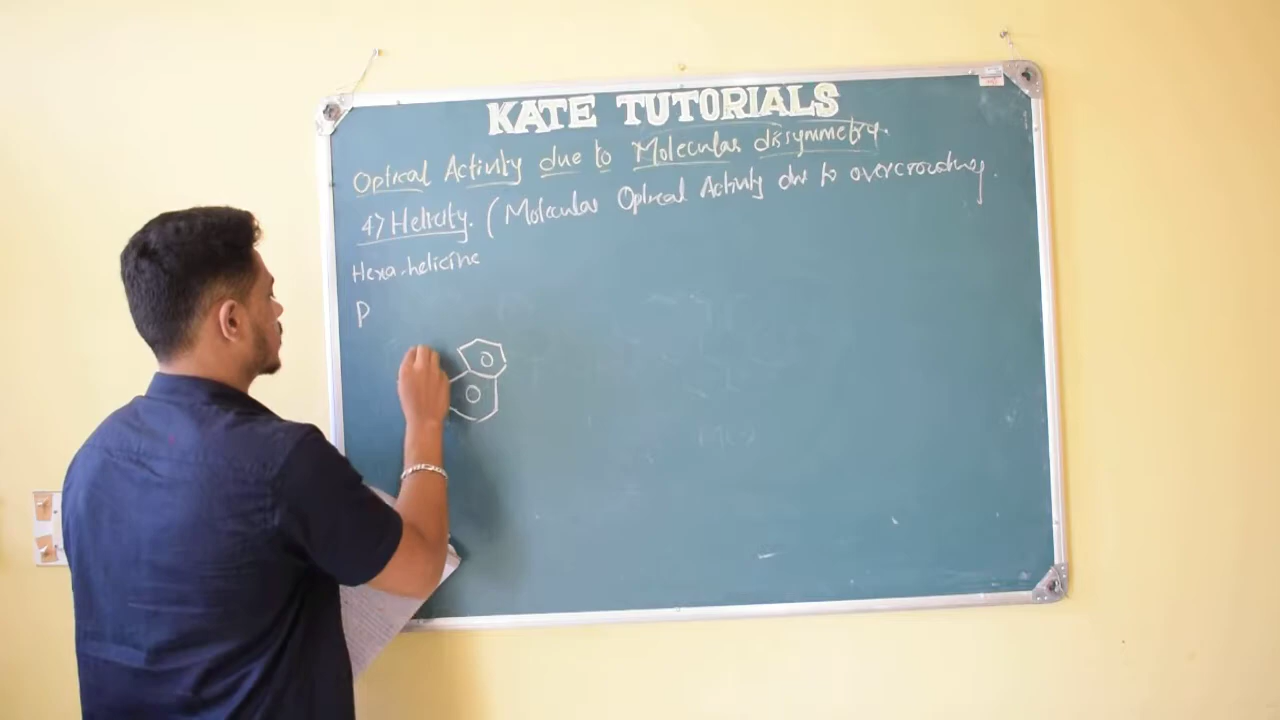 KATE TUTORIALS
Optical Activity due to Molecular dissymmetry.
4) Helicity. (Molecular Optical Activity due to overcrowding.
Hexa-helicine
P